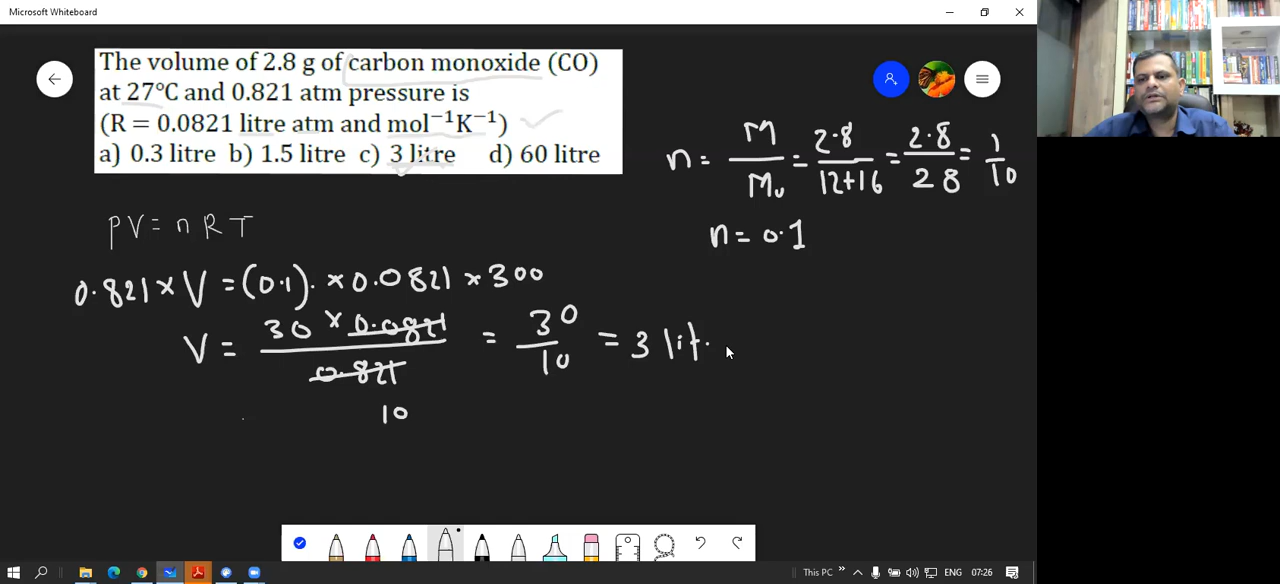 Microsoft Whiteboard
The volume of 2.8 g of carbon monoxide (CO)
at 27°C and 0.821 atm pressure is
(R = 0.0821 litre atm and mol⁻¹K⁻¹)
a) 0.3 litre b) 1.5 litre c) 3 litre d) 60 litre
n = M/Mᵥ = 2.8/12+16 = 2.8/28 = 1/10
n = 0.1
PV = n R T
0.821 × V = (0.1). × 0.0821 × 300
V = 30 × 0.0821/0.821 = 30/10 = 3 lit.
10
This PC
ENG
07:26